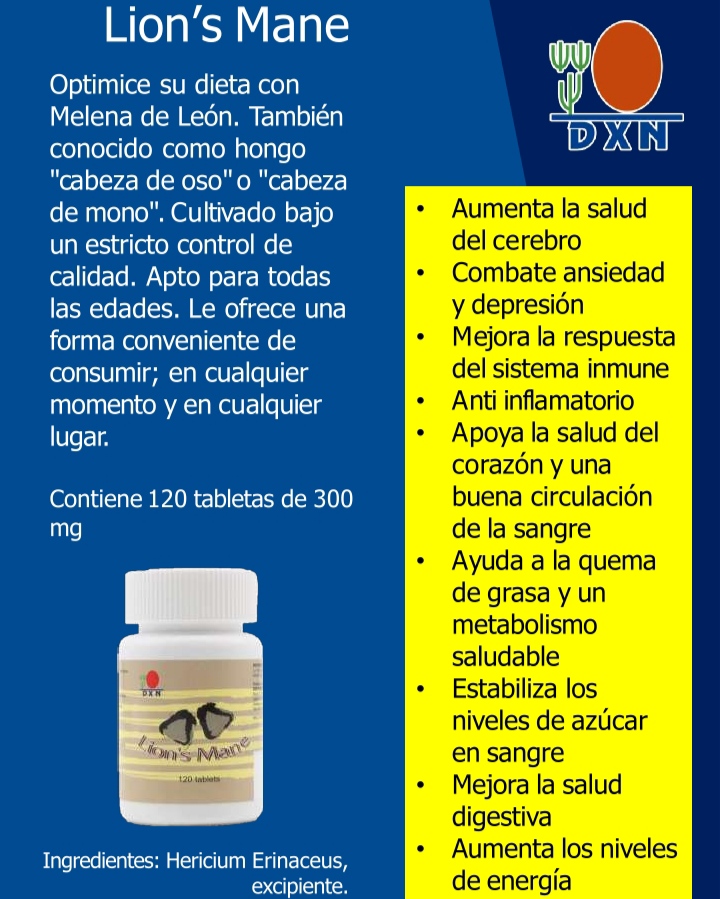 Lion’s Mane
Optimice su dieta con
Melena de León. También
conocido como hongo
"cabeza de oso" o "cabeza
de mono". Cultivado bajo
un estricto control de
calidad. Apto para todas
las edades. Le ofrece una
forma conveniente de
consumir; en cualquier
momento y en cualquier
lugar.
Contiene 120 tabletas de 300
mg
DXN
Lion's Mane
120 tablets
Ingredientes: Hericium Erinaceus,
excipiente.
DXN
• Aumenta la salud
del cerebro
• Combate ansiedad
y depresión
• Mejora la respuesta
del sistema inmune
• Anti inflamatorio
• Apoya la salud del
corazón y una
buena circulación
de la sangre
• Ayuda a la quema
de grasa y un
metabolismo
saludable
• Estabiliza los
niveles de azúcar
en sangre
• Mejora la salud
digestiva
• Aumenta los niveles
de energía